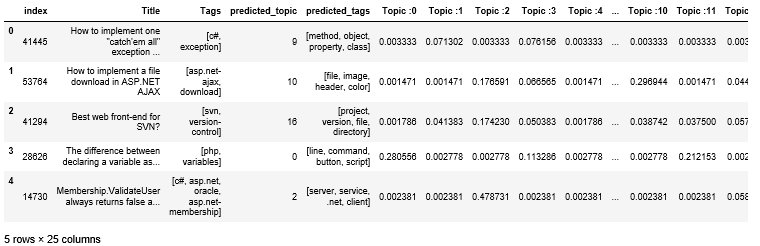 index Title Tags predicted_topic predicted_tags Topic :0 Topic :1 Topic :2 Topic :3 Topic :4 ... Topic :10 Topic :11 Topic
0 41445 How to implement one "catch'em all" exception ... [c#, exception] 9 [method, object, property, class] 0.003333 0.071302 0.003333 0.076156 0.003333 ... 0.003333 0.003333 0.003
1 53764 How to implement a file download in ASP.NET AJAX [asp.net-ajax, download] 10 [file, image, header, color] 0.001471 0.001471 0.176591 0.066565 0.001471 ... 0.296944 0.001471 0.044
2 41294 Best web front-end for SVN? [svn, version-control] 16 [project, version, file, directory] 0.001786 0.041383 0.174230 0.050383 0.001786 ... 0.038742 0.037500 0.057
3 28626 The difference between declaring a variable as... [php, variables] 0 [line, command, button, script] 0.280556 0.002778 0.002778 0.113286 0.002778 ... 0.002778 0.212153 0.002
4 14730 Membership.ValidateUser always returns false a... [c#, asp.net, oracle, asp.net-membership] 2 [server, service, .net, client] 0.002381 0.002381 0.478731 0.002381 0.002381 ... 0.002381 0.002381 0.058
5 rows × 25 columns